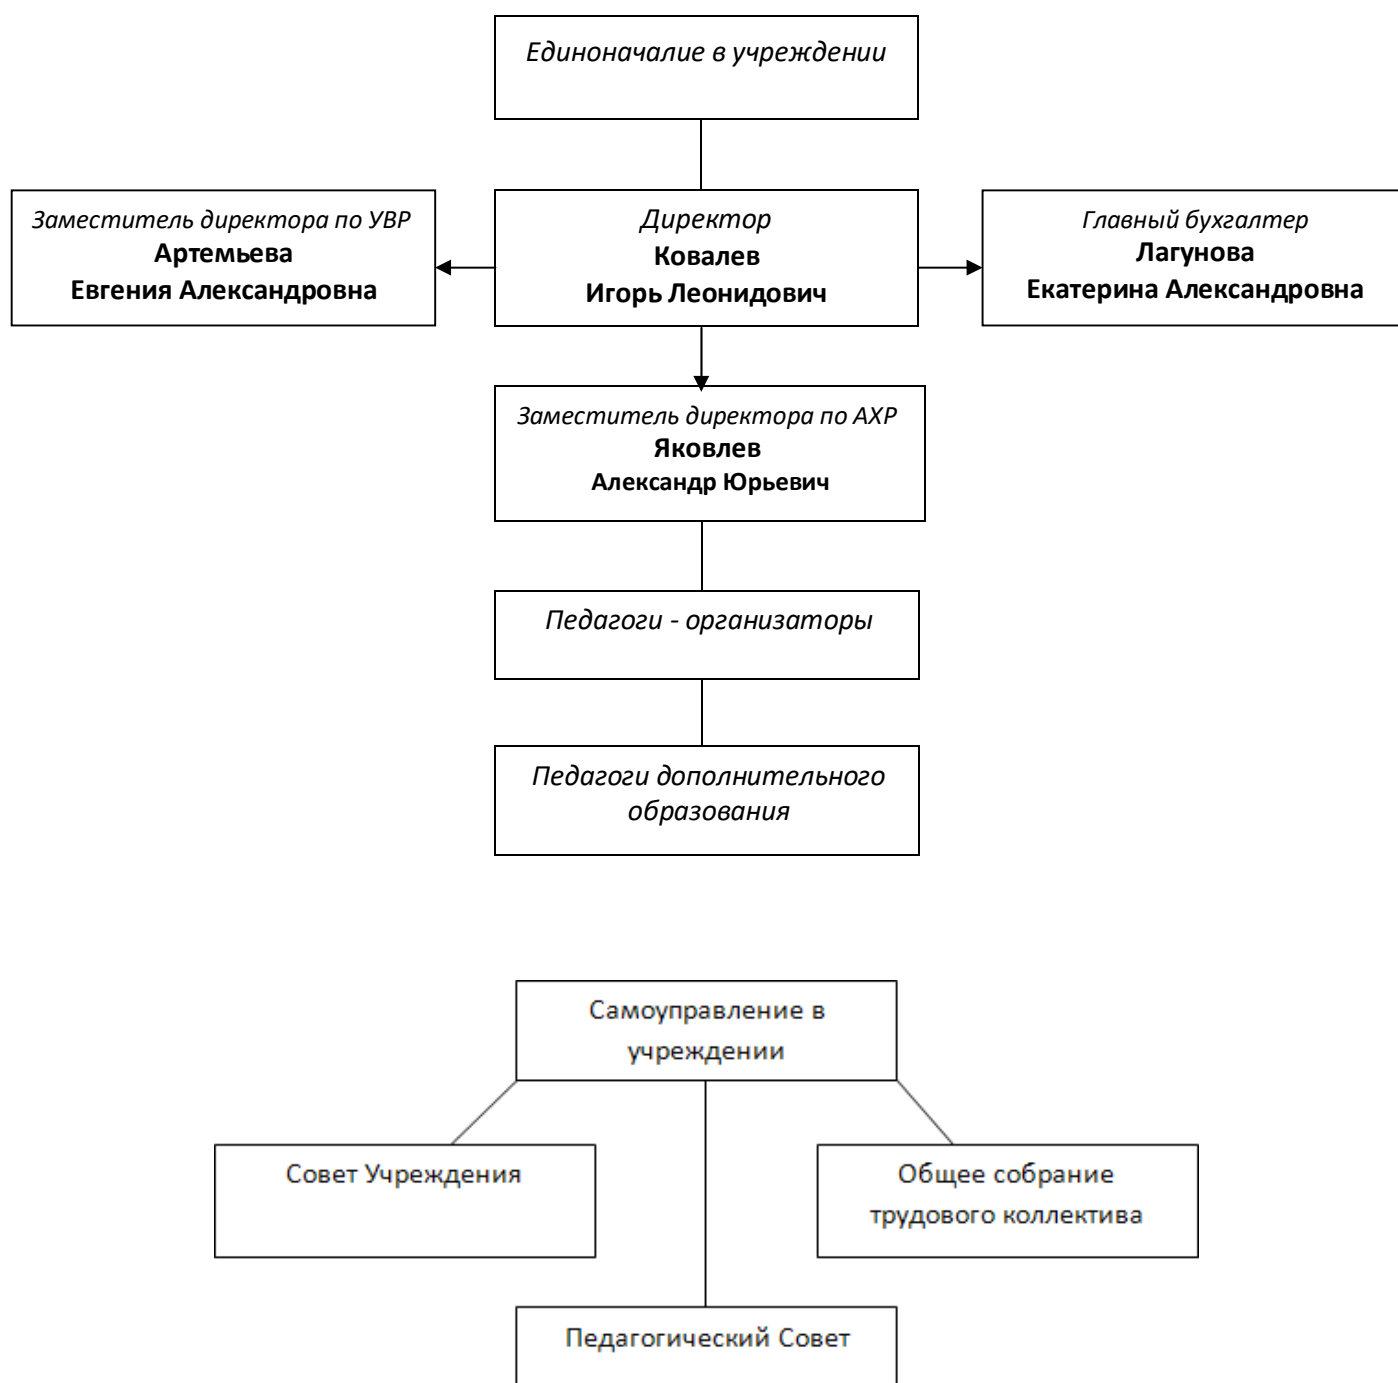 Единоначалие в учреждении
Заместитель директора по УВР
Артемьева
Евгения Александровна
Директор
Ковалев
Игорь Леонидович
Главный бухгалтер
Лагунова
Екатерина Александровна
Заместитель директора по АХР
Яковлев
Александр Юрьевич
Педагоги - организаторы
Педагоги дополнительного
образования
Самоуправление в
учреждении
Совет Учреждения
Общее собрание
трудового коллектива
Педагогический Совет